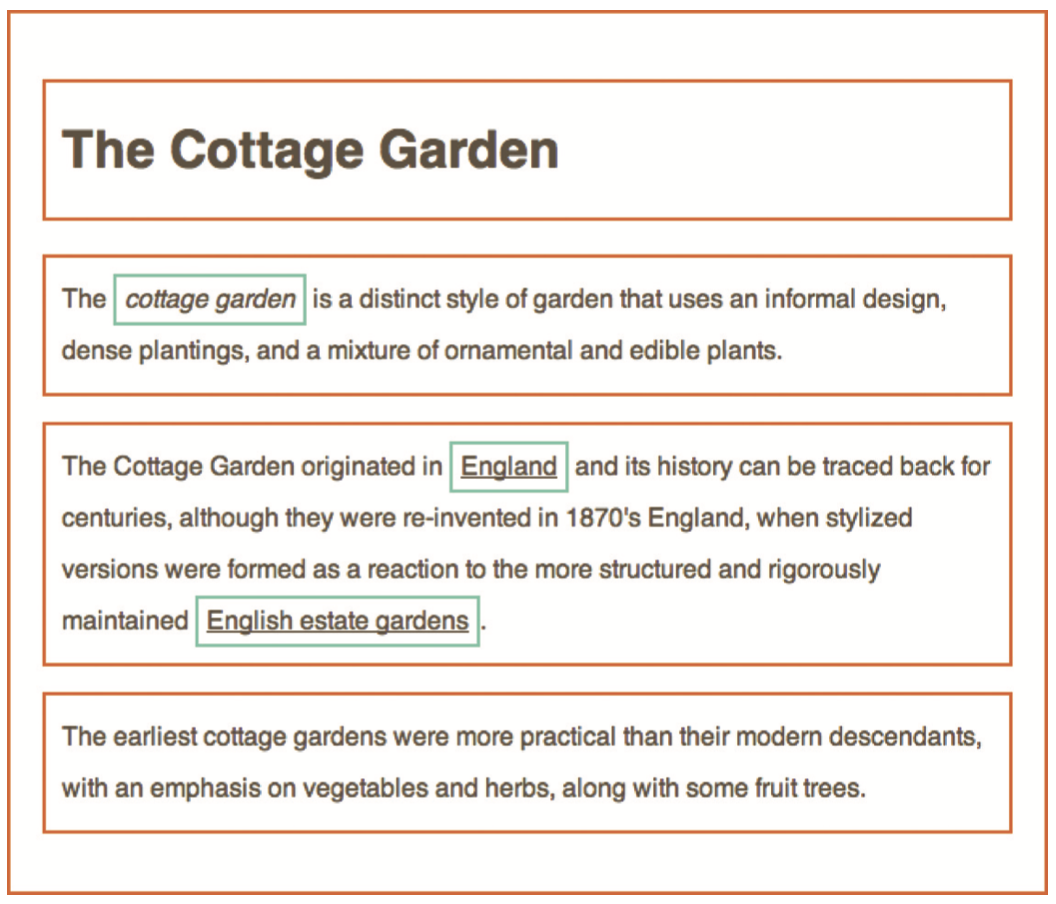 The Cottage Garden
The cottage garden is a distinct style of garden that uses an informal design,
dense plantings, and a mixture of ornamental and edible plants.
The Cottage Garden originated in England and its history can be traced back for
centuries, although they were re-invented in 1870's England, when stylized
versions were formed as a reaction to the more structured and rigorously
maintained English estate gardens.
The earliest cottage gardens were more practical than their modern descendants,
with an emphasis on vegetables and herbs, along with some fruit trees.